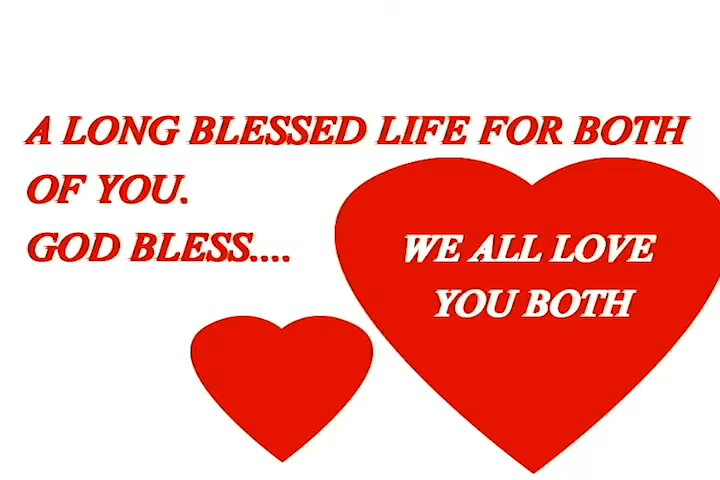 A LONG BLESSED LIFE FOR BOTH
OF YOU.
GOD BLESS....
WE ALL LOVE
YOU BOTH